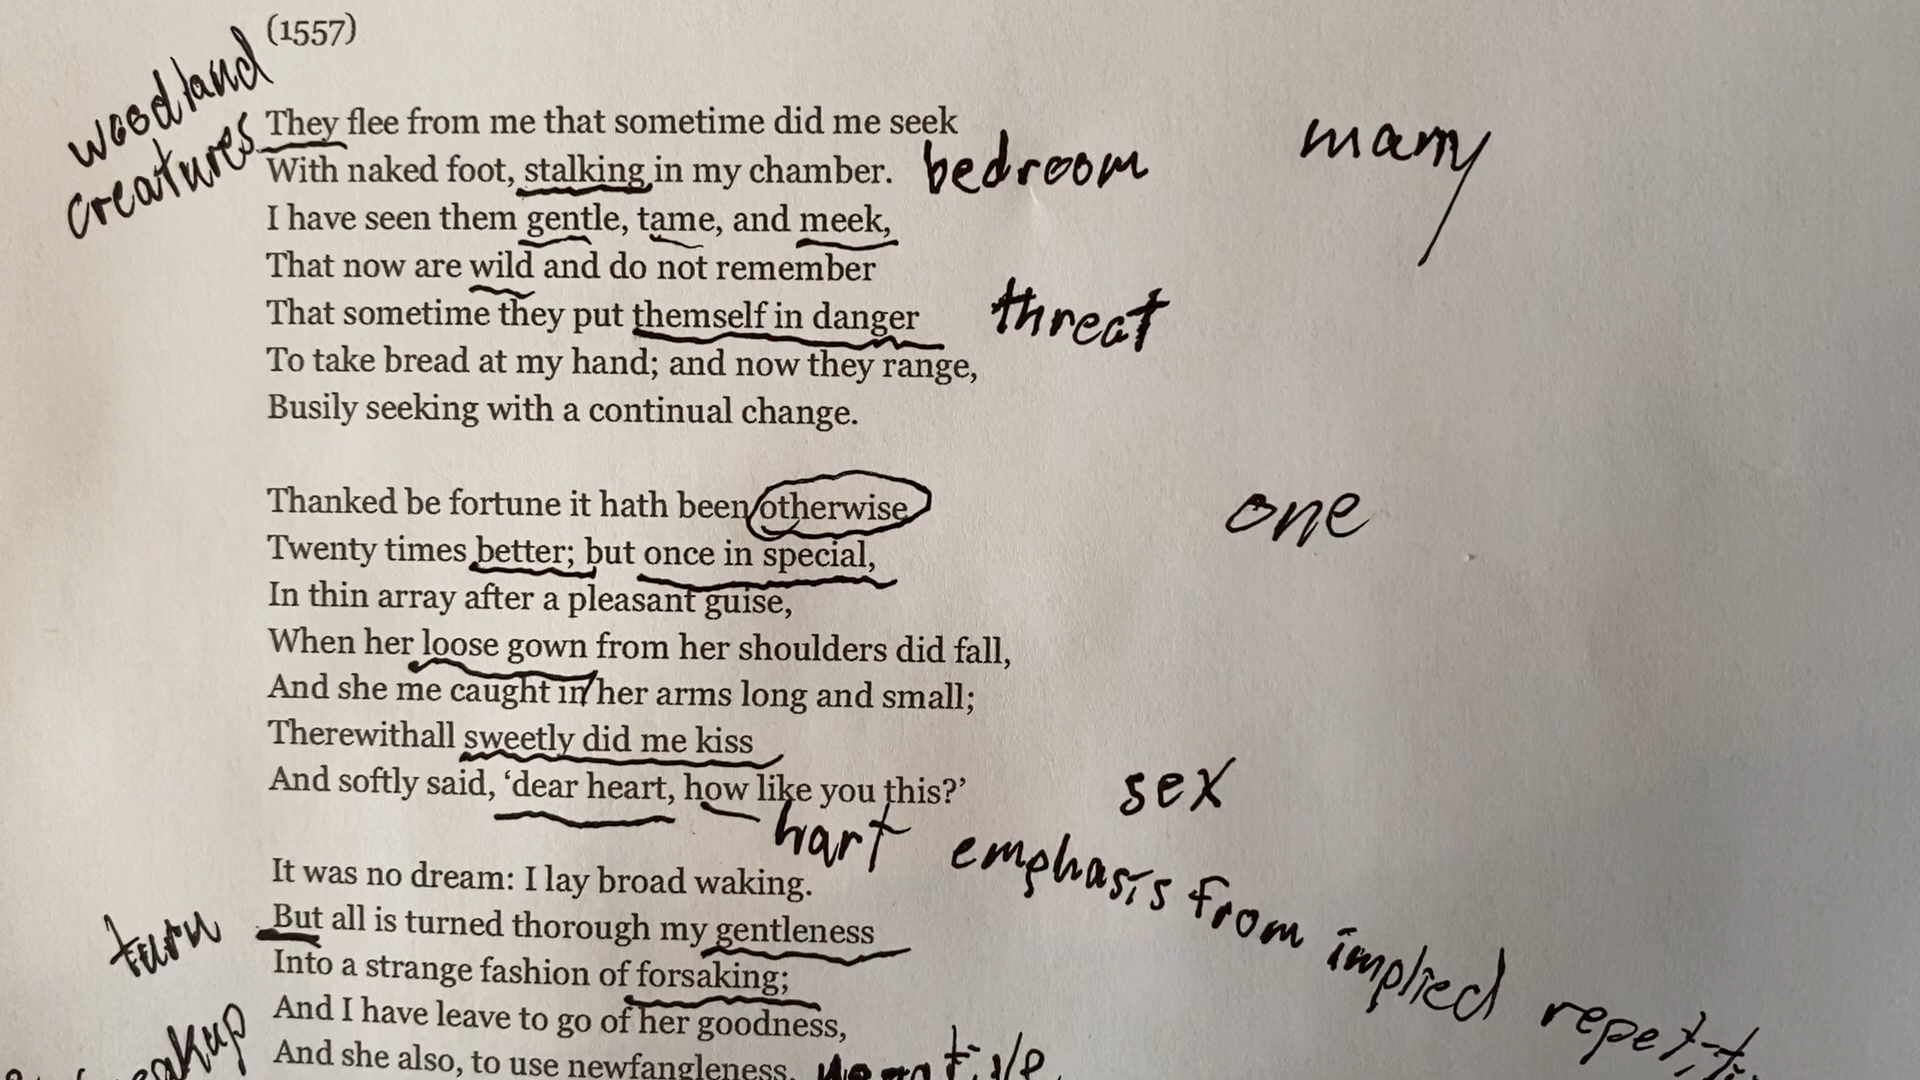 (1557)
woodland
creatures
They flee from me that sometime did me seek
With naked foot, stalking in my chamber. bedroom many
I have seen them gentle, tame, and meek,
That now are wild and do not remember
That sometime they put themself in danger threat
To take bread at my hand; and now they range,
Busily seeking with a continual change.
Thanked be fortune it hath been otherwise one
Twenty times better; but once in special,
In thin array after a pleasant guise,
When her loose gown from her shoulders did fall,
And she me caught in her arms long and small;
Therewithall sweetly did me kiss
And softly said, ‘dear heart, how like you this?’ sex
hart emphasis from implied
It was no dream: I lay broad waking.
turn But all is turned thorough my gentleness
Into a strange fashion of forsaking;
And I have leave to go of her goodness,
And she also, to use newfangleness. negative